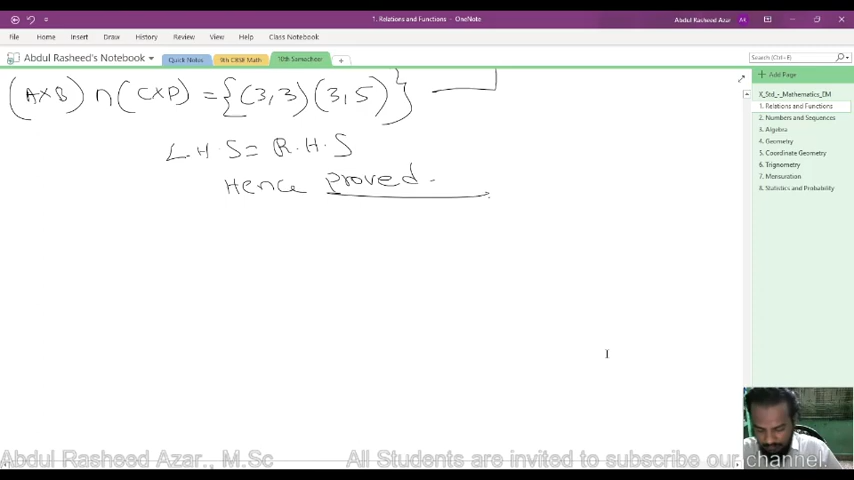 1. Relations and Functions - OneNote
Abdul Rasheed Azar
File Home Insert Draw History Review View Help Class Notebook
Abdul Rasheed's Notebook
Quick Notes
9th CBSE Math
10th Samacheer
Search (Ctrl+E)
Add Page
X_Std_-_Mathematics_EM
1. Relations and Functions
2. Numbers and Sequences
3. Algebra
4. Geometry
5. Coordinate Geometry
6. Trignometry
7. Mensuration
8. Statistics and Probability
(A×B) ∩ (C×D) = {(3,3)(3,5)}
L.H.S = R.H.S
Hence proved.
Abdul Rasheed Azar., M.Sc
All Students are invited to subscribe our channel.